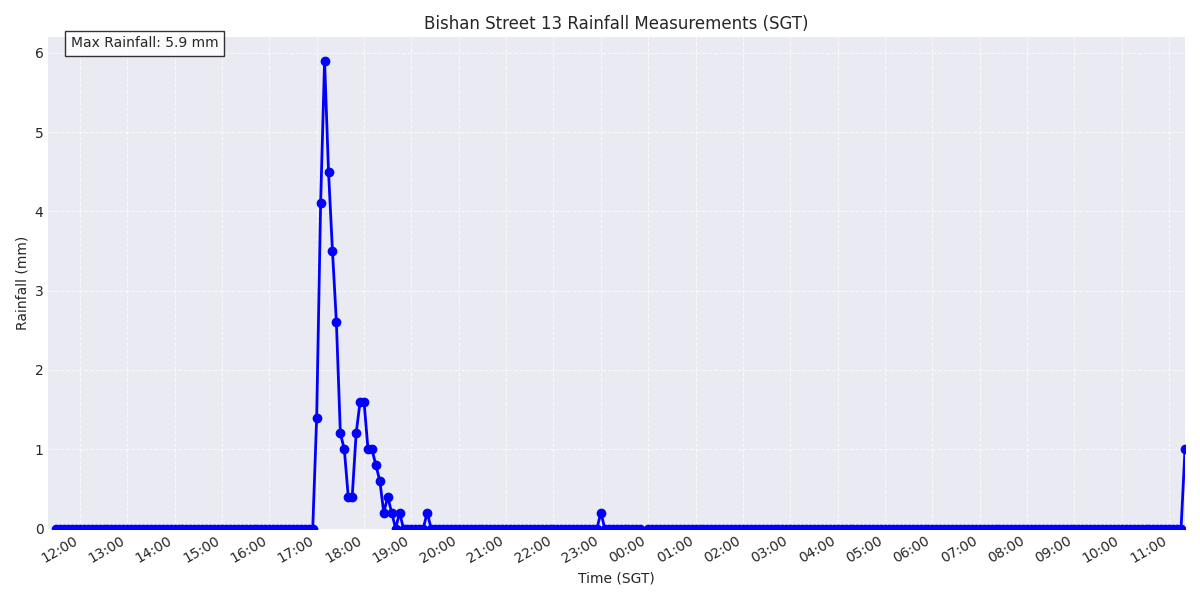 Bishan Street 13 Rainfall Measurements (SGT)
Max Rainfall: 5.9 mm
6
5
4
3
2
1
0
Rainfall (mm)
12:00 13:00 14:00 15:00 16:00 17:00 18:00 19:00 20:00 21:00 22:00 23:00 00:00 01:00 02:00 03:00 04:00 05:00 06:00 07:00 08:00 09:00 10:00 11:00
Time (SGT)